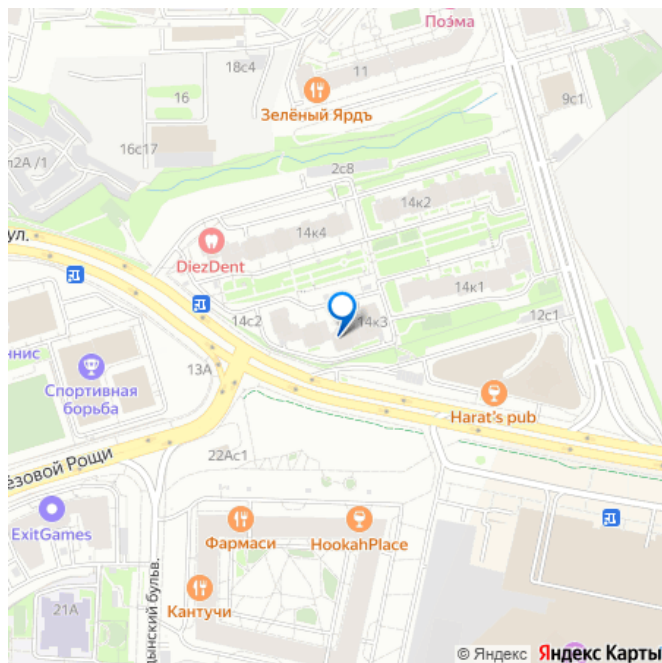 Поэма
18с4
11
16
Зелёный Ярдъ
9с1
16с17
2с8
14к2
ул.
14к4
DiezDent
14к1
14с2
14к3
12с1
13А
Спортивная
борьба
Harat's pub
22Ас1
ExitGames
Фармаси
HookahPlace
Кантучи
21А
© Яндекс Яндекс Карты